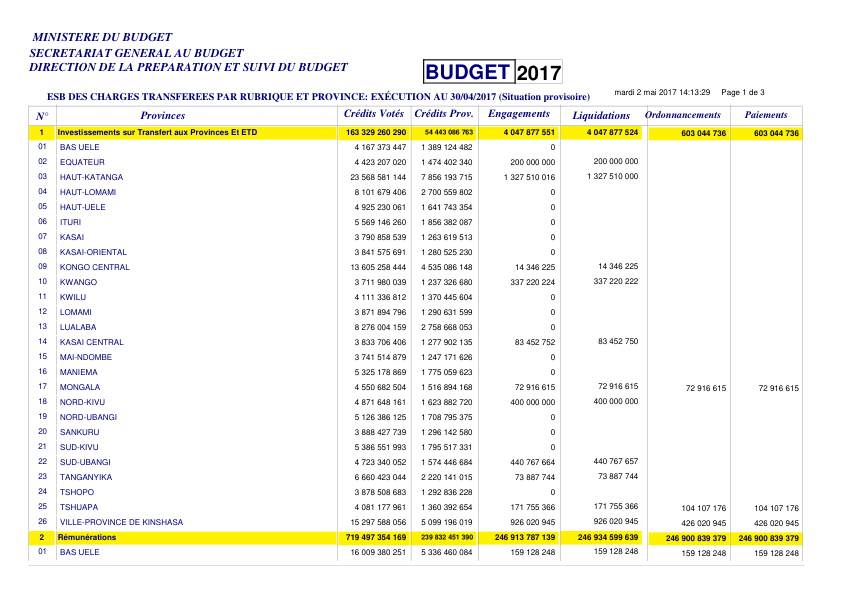 MINISTERE DU BUDGET
SECRETARIAT GENERAL AU BUDGET
DIRECTION DE LA PREPARATION ET SUIVI DU BUDGET
BUDGET 2017
ESB DES CHARGES TRANSFEREES PAR RUBRIQUE ET PROVINCE: EXÉCUTION AU 30/04/2017 (Situation provisoire) mardi 2 mai 2017 14:13:29 Page 1 de 3
N° Provinces Crédits Votés Crédits Prov. Engagements Liquidations Ordonnancements Paiements
1 Investissements sur Transfert aux Provinces Et ETD 163 329 260 290 54 443 086 763 4 047 877 551 4 047 877 524 603 044 736 603 044 736
01 BAS UELE 4 167 373 447 1 389 124 482 0
02 EQUATEUR 4 423 207 020 1 474 402 340 200 000 000 200 000 000
03 HAUT-KATANGA 23 568 581 144 7 856 193 715 1 327 510 016 1 327 510 000
04 HAUT-LOMAMI 8 101 679 406 2 700 559 802 0
05 HAUT-UELE 4 925 230 061 1 641 743 354 0
06 ITURI 5 569 146 260 1 856 382 087 0
07 KASAI 3 790 858 539 1 263 619 513 0
08 KASAI-ORIENTAL 3 841 575 691 1 280 525 230 0
09 KONGO CENTRAL 13 605 258 444 4 535 086 148 14 346 225 14 346 225
10 KWANGO 3 711 980 039 1 237 326 680 337 220 224 337 220 222
11 KWILU 4 111 336 812 1 370 445 604 0
12 LOMAMI 3 871 894 796 1 290 631 599 0
13 LUALABA 8 276 004 159 2 758 668 053 0
14 KASAI CENTRAL 3 833 706 406 1 277 902 135 83 452 752 83 452 750
15 MAI-NDOMBE 3 741 514 879 1 247 171 626 0
16 MANIEMA 5 325 178 869 1 775 059 623 0
17 MONGALA 4 550 682 504 1 516 894 168 72 916 615 72 916 615 72 916 615 72 916 615
18 NORD-KIVU 4 871 648 161 1 623 882 720 400 000 000 400 000 000
19 NORD-UBANGI 5 126 386 125 1 708 795 375 0
20 SANKURU 3 888 427 739 1 296 142 580 0
21 SUD-KIVU 5 386 551 993 1 795 517 331 0
22 SUD-UBANGI 4 723 340 052 1 574 446 684 440 767 664 440 767 657
23 TANGANYIKA 6 660 423 044 2 220 141 015 73 887 744 73 887 744
24 TSHOPO 3 878 508 683 1 292 836 228 0
25 TSHUAPA 4 081 177 961 1 360 392 654 171 755 366 171 755 366 104 107 176 104 107 176
26 VILLE-PROVINCE DE KINSHASA 15 297 588 056 5 099 196 019 926 020 945 926 020 945 426 020 945 426 020 945
2 Rémunérations 719 497 354 169 239 832 451 390 246 913 787 139 246 934 599 639 246 900 839 379 246 900 839 379
01 BAS UELE 16 009 380 251 5 336 460 084 159 128 248 159 128 248 159 128 248 159 128 248